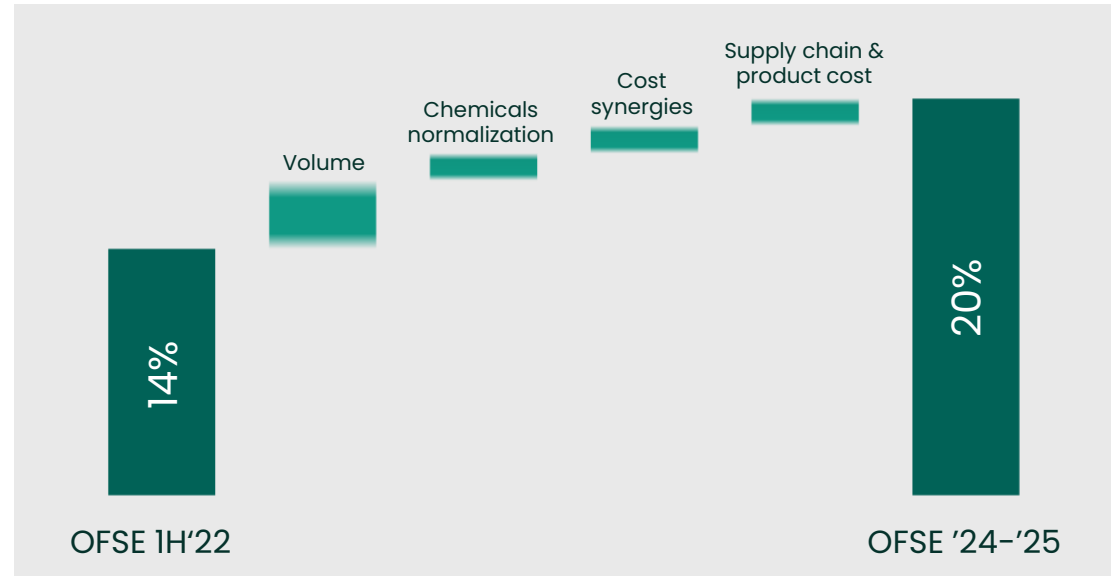 Supply chain &
product cost
Cost
synergies
Chemicals
normalization
Volume
14%
20%
OFSE 1H‘22
OFSE ’24-’25